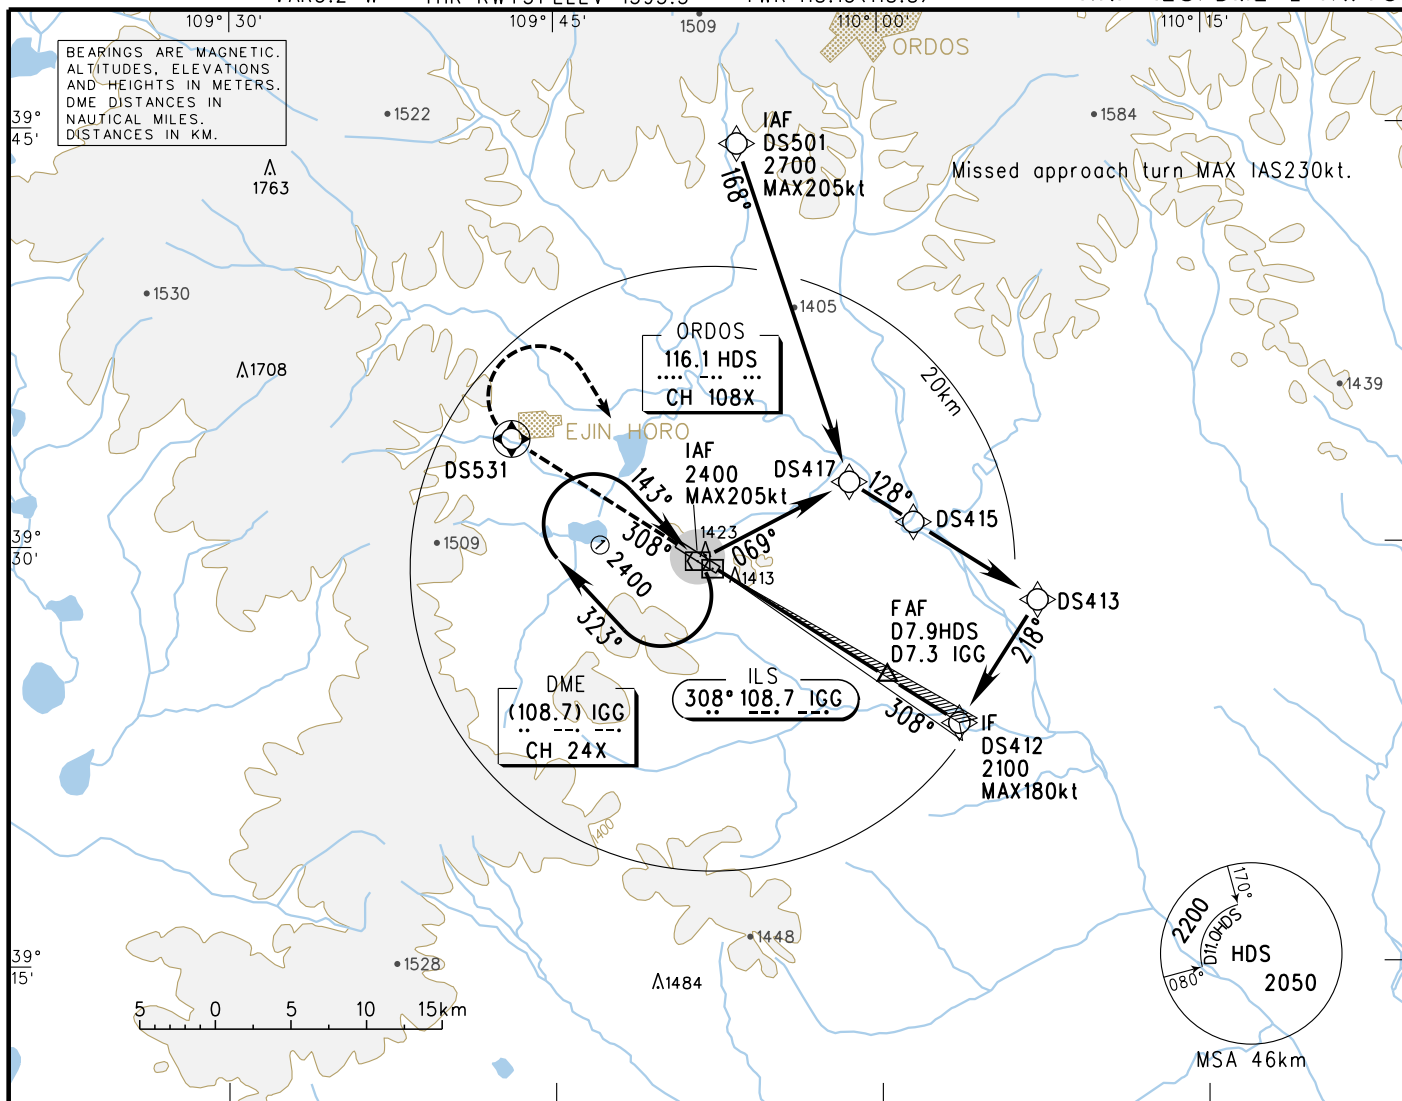 109° 30'
109° 45'
1509
110° 00'
110° 15'
BEARINGS ARE MAGNETIC.
ALTITUDES, ELEVATIONS
AND HEIGHTS IN METERS.
DME DISTANCES IN
NAUTICAL MILES.
DISTANCES IN KM.
ORDOS
39°
45'
1522
1763
IAF
DS501
2700
MAX205kt
168°
1584
Missed approach turn MAX IAS230kt.
1530
1405
ORDOS
116.1 HDS
CH 108X
20km
1708
1439
EJIN HORO
DS531
IAF
2400
MAX205kt
DS417
143°
128°
DS415
308°
39°
30'
1509
1 2400
1423
069°
1413
DS413
323°
FAF
D7.9HDS
D7.3 IGG
218°
DME
(108.7) IGG
CH 24X
ILS
308° 108.7 IGG
308°
IF
DS412
2100
MAX180kt
1400
1448
1484
1528
39°
15'
5 0 5 10 15km
170°
2200
D11.0HDS
HDS
080°
2050
MSA 46km